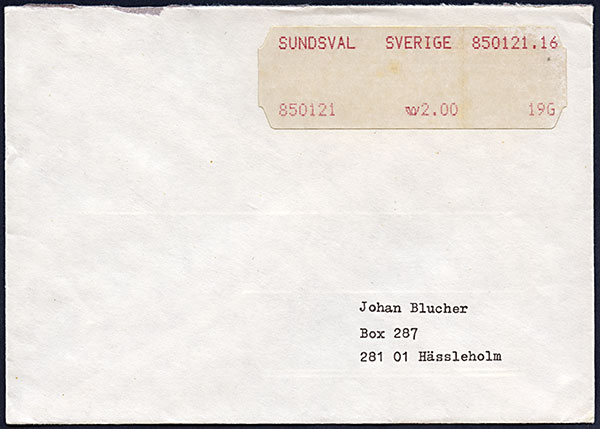 SUNDSVAL SVERIGE 850121.16
850121 2.00 19G
Johan Blucher
Box 287
281 01 Hässleholm